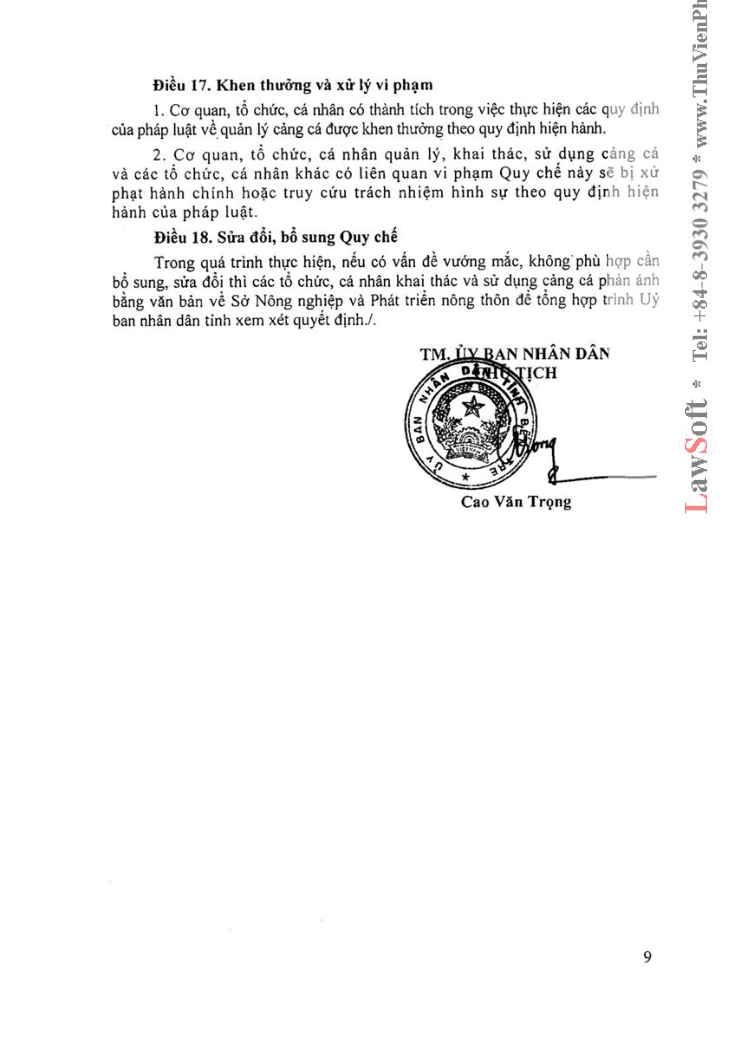 Điều 17. Khen thưởng và xử lý vi phạm
1. Cơ quan, tổ chức, cá nhân có thành tích trong việc thực hiện các quy định
của pháp luật về quản lý cảng cá được khen thưởng theo quy định hiện hành.
2. Cơ quan, tổ chức, cá nhân quản lý, khai thác, sử dụng cảng cá
và các tổ chức, cá nhân khác có liên quan vi phạm Quy chế này sẽ bị xử
phạt hành chính hoặc truy cứu trách nhiệm hình sự theo quy định hiện
hành của pháp luật.
Điều 18. Sửa đổi, bổ sung Quy chế
Trong quá trình thực hiện, nếu có vấn đề vướng mắc, không phù hợp cần
bổ sung, sửa đổi thì các tổ chức, cá nhân khai thác và sử dụng cảng cá phản ánh
bằng văn bản về Sở Nông nghiệp và Phát triển nông thôn để tổng hợp trình Uỷ
ban nhân dân tỉnh xem xét quyết định./.
TM. ỦY BAN NHÂN DÂN
CHỦ TỊCH
ỦY BAN NHÂN DÂN TỈNH BẾN TRE
Cao Văn Trọng
9
LawSoft * Tel: +84-8-3930 3279 * www.ThuVienPh